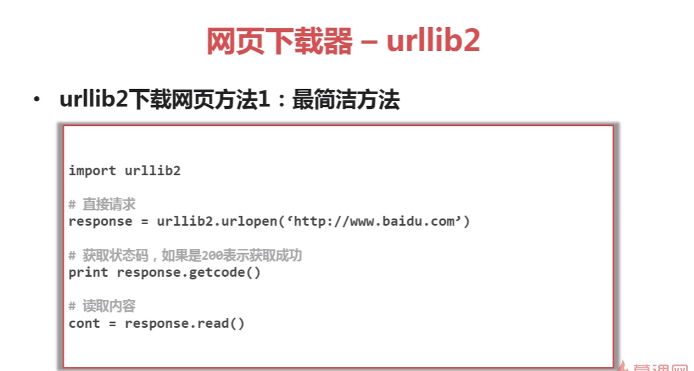 网页下载器 – urllib2
• urllib2下载网页方法1：最简洁方法
import urllib2
# 直接请求
response = urllib2.urlopen(‘http://www.baidu.com’)
# 获取状态码，如果是200表示获取成功
print response.getcode()
# 读取内容
cont = response.read()